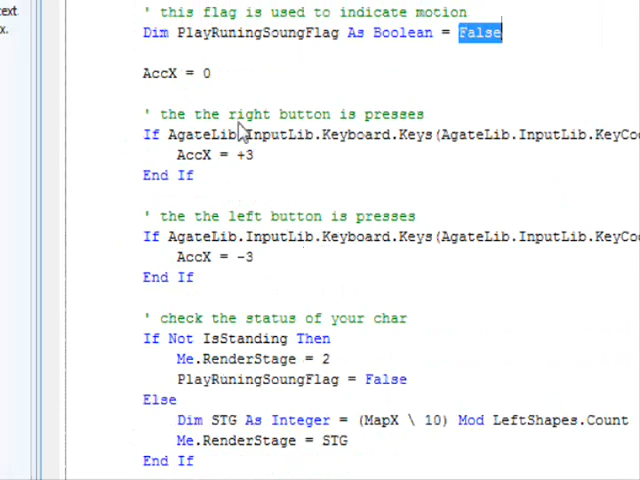 text
x.
' this flag is used to indicate motion
Dim PlayRuningSoungFlag As Boolean = False
AccX = 0
' the the right button is presses
If AgateLib.InputLib.Keyboard.Keys(AgateLib.InputLib.KeyCo
AccX = +3
End If
' the the left button is presses
If AgateLib.InputLib.Keyboard.Keys(AgateLib.InputLib.KeyCo
AccX = -3
End If
' check the status of your char
If Not IsStanding Then
Me.RenderStage = 2
PlayRuningSoungFlag = False
Else
Dim STG As Integer = (MapX \ 10) Mod LeftShapes.Count
Me.RenderStage = STG
End If